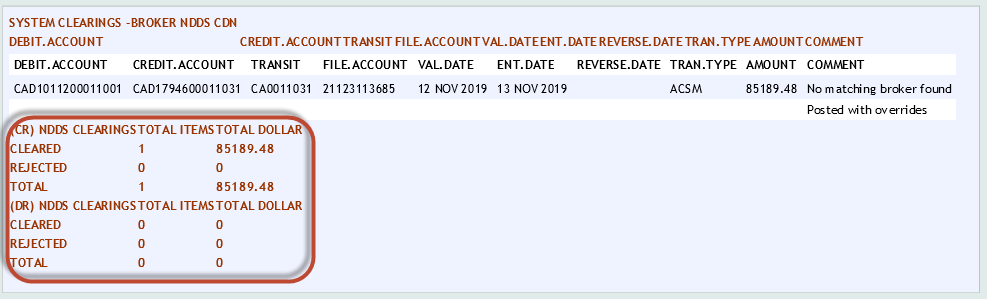 SYSTEM CLEARINGS -BROKER NDDS CDN
DEBIT.ACCOUNT CREDIT.ACCOUNT TRANSIT FILE.ACCOUNT VAL.DATE ENT.DATE REVERSE.DATE TRAN.TYPE AMOUNT COMMENT
DEBIT.ACCOUNT CREDIT.ACCOUNT TRANSIT FILE.ACCOUNT VAL.DATE ENT.DATE REVERSE.DATE TRAN.TYPE AMOUNT COMMENT
CAD1011200011001 CAD1794600011031 CA0011031 21123113685 12 NOV 2019 13 NOV 2019 ACSM 85189.48 No matching broker found
Posted with overrides
(CR) NDDS CLEARINGS TOTAL ITEMS TOTAL DOLLAR
CLEARED 1 85189.48
REJECTED 0 0
TOTAL 1 85189.48
(DR) NDDS CLEARINGS TOTAL ITEMS TOTAL DOLLAR
CLEARED 0 0
REJECTED 0 0
TOTAL 0 0